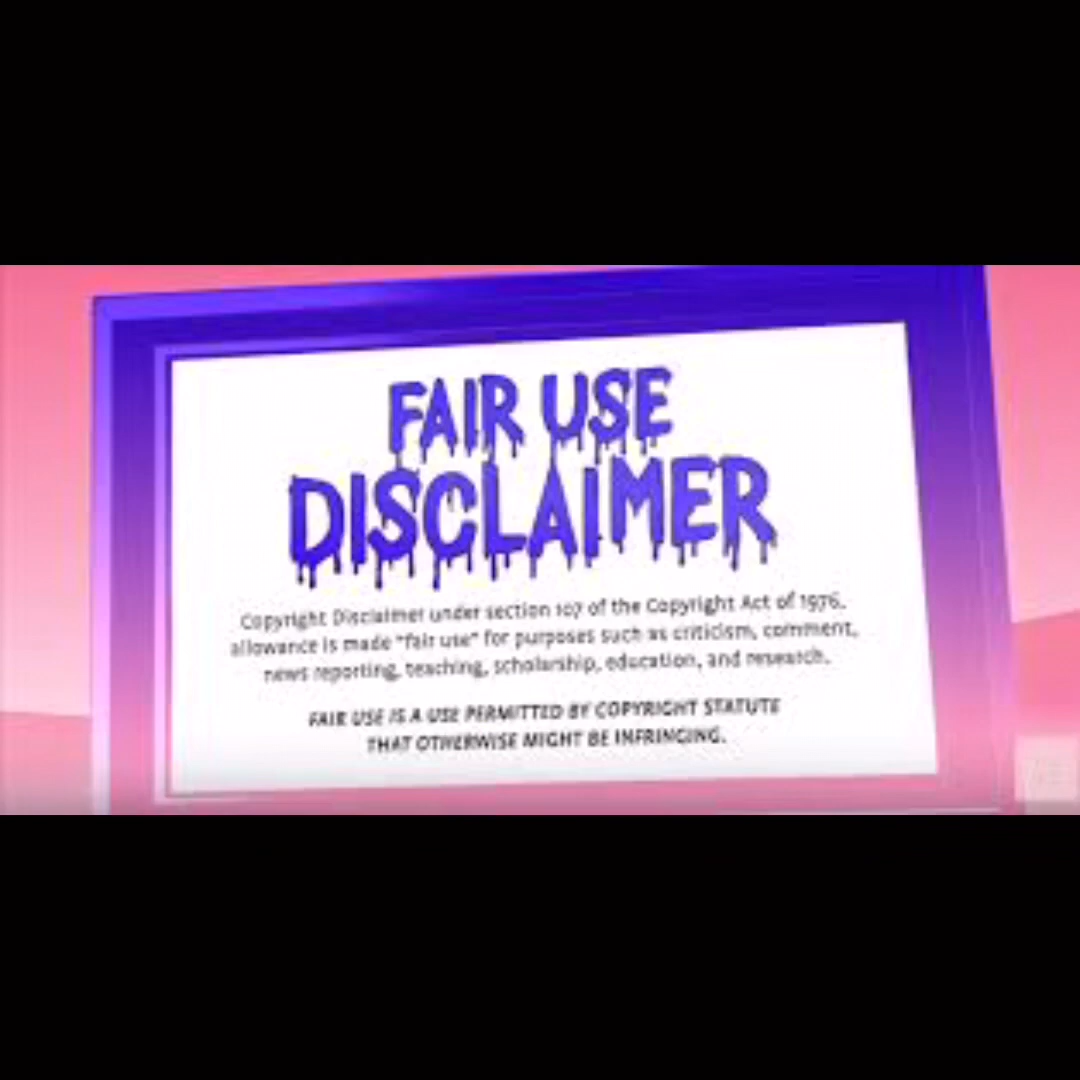 FAIR USE
DISCLAIMER
Copyright Disclaimer under section 107 of the Copyright Act of 1976,
allowance is made "fair use" for purposes such as criticism, comment,
news reporting, teaching, scholarship, education, and research.
FAIR USE IS A USE PERMITTED BY COPYRIGHT STATUTE
THAT OTHERWISE MIGHT BE INFRINGING.